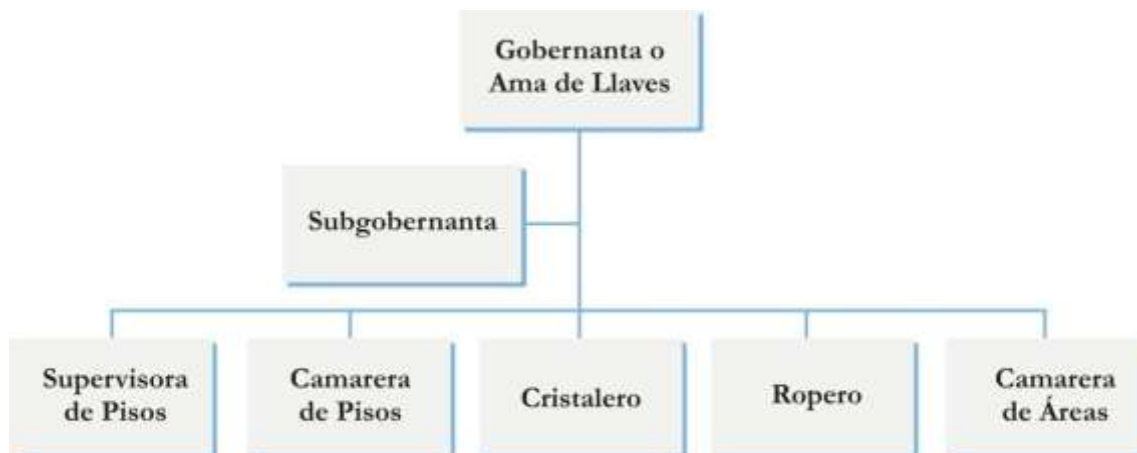 Gobernanta o
Ama de Llaves
Subgobernanta
Supervisora
de Pisos
Camarera
de Pisos
Cristalero
Ropero
Camarera
de Áreas